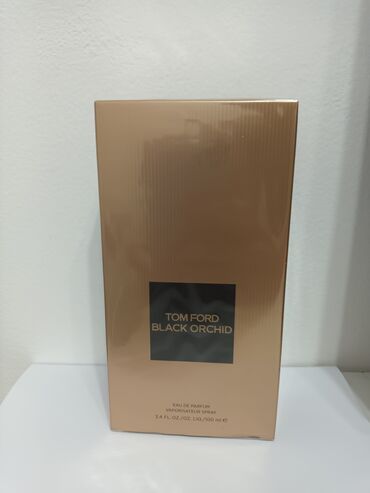 TOM FORD
BLACK ORCHID
EAU DE PARFUM
VAPORISATEUR SPRAY
3.4 FL.OZ./OZ. LIQ./100 ml ℮